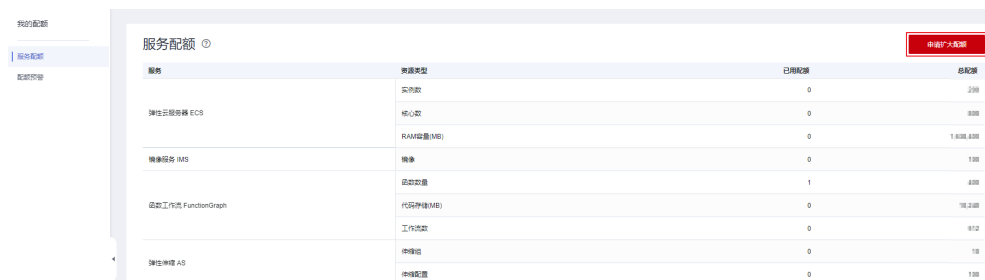 我的配额
服务配额
配额预警
服务配额 ?
申请扩大配额
服务 资源类型 已用配额 总配额
弹性云服务器 ECS
实例数 0
核心数 0
RAM容量(MB) 0
镜像服务 IMS 镜像 0 100
函数工作流 FunctionGraph
函数数量 1
代码存储(MB) 0
工作流数 0
弹性伸缩 AS
伸缩组 0 10
伸缩配置 0 100